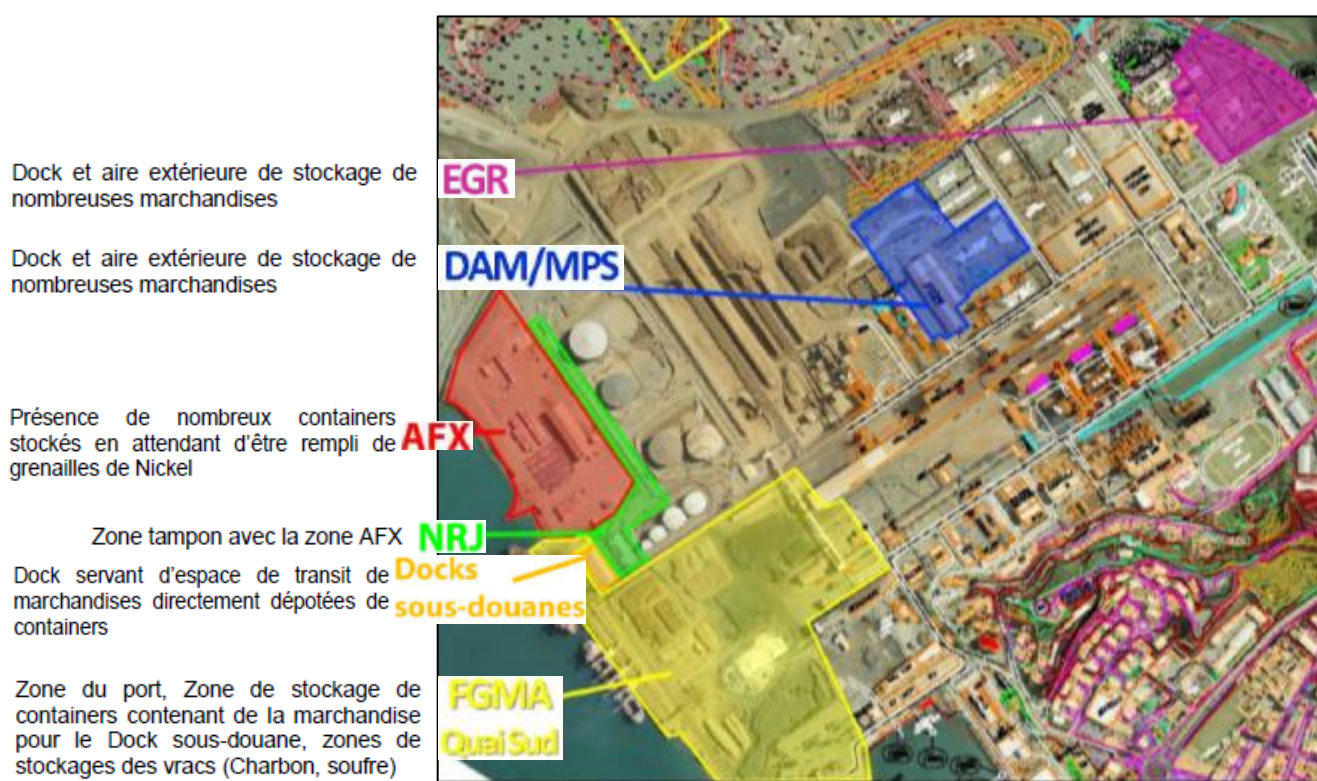 Dock et aire extérieure de stockage de
nombreuses marchandises
EGR
Dock et aire extérieure de stockage de
nombreuses marchandises
DAM/MPS
Présence de nombreux containers
stockés en attendant d'être rempli de
grenailles de Nickel
AFX
Zone tampon avec la zone AFX
NRJ
Dock servant d'espace de transit de
marchandises directement dépotées de
containers
Docks
sous-douanes
Zone du port, Zone de stockage de
containers contenant de la marchandise
pour le Dock sous-douane, zones de
stockages des vracs (Charbon, soufre)
FGMA
Quai Sud